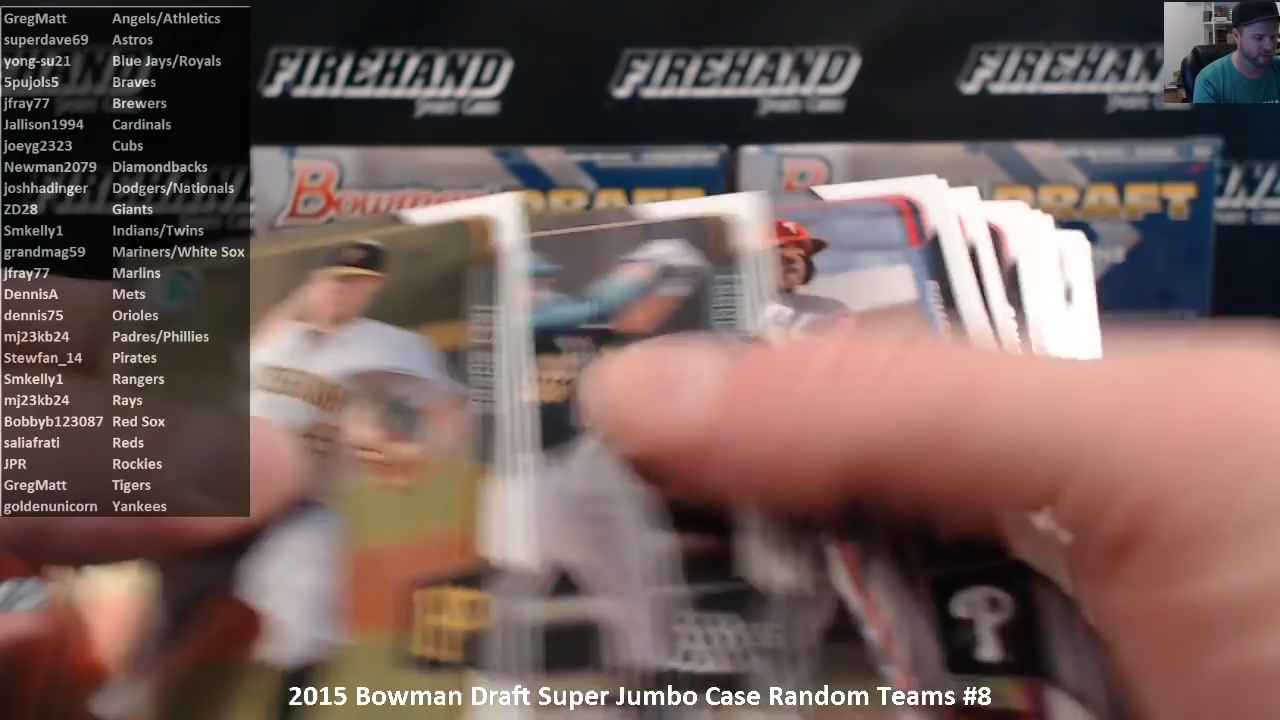 GregMatt Angels/Athletics
superdave69 Astros
yong-su21 Blue Jays/Royals
5pujols5 Braves
jfray77 Brewers
Jallison1994 Cardinals
joeyg2323 Cubs
Newman2079 Diamondbacks
joshhadinger Dodgers/Nationals
ZD28 Giants
Smkelly1 Indians/Twins
grandmag59 Mariners/White Sox
jfray77 Marlins
DennisA Mets
dennis75 Orioles
mj23kb24 Padres/Phillies
Stewfan_14 Pirates
Smkelly1 Rangers
mj23kb24 Rays
Bobbyb123087 Red Sox
saliafrati Reds
JPR Rockies
GregMatt Tigers
goldenunicorn Yankees
FIREHAND FIREHAND FIREHAND
Bowman DRAFT DRAFT
2015 Bowman Draft Super Jumbo Case Random Teams #8